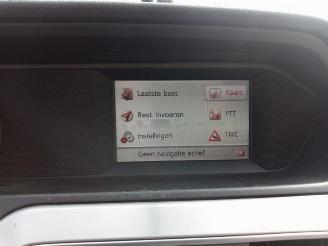 Laatste best.
Kaart
Best. invoeren
PTT
Instellingen
TMC
Geen navigatie actief